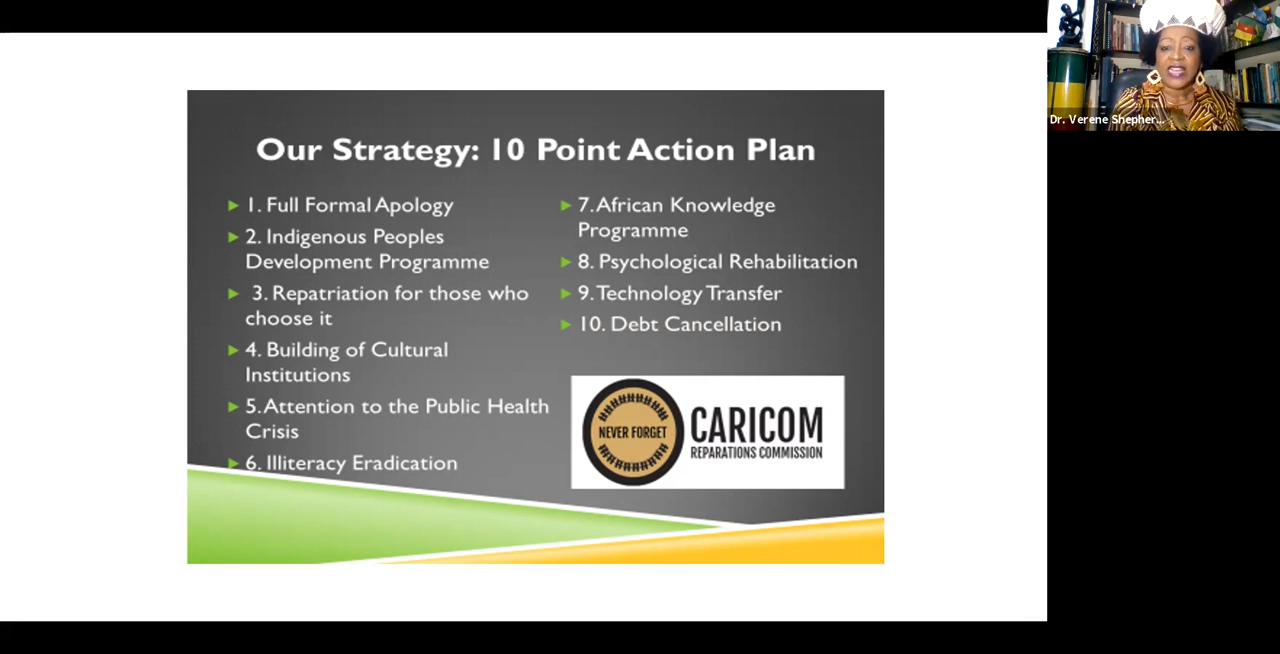 Our Strategy: 10 Point Action Plan
1. Full Formal Apology
2. Indigenous Peoples
Development Programme
3. Repatriation for those who
choose it
4. Building of Cultural
Institutions
5. Attention to the Public Health
Crisis
6. Illiteracy Eradication
7. African Knowledge
Programme
8. Psychological Rehabilitation
9. Technology Transfer
10. Debt Cancellation
NEVER FORGET
CARICOM
REPARATIONS COMMISSION
Dr. Verene Shepher...